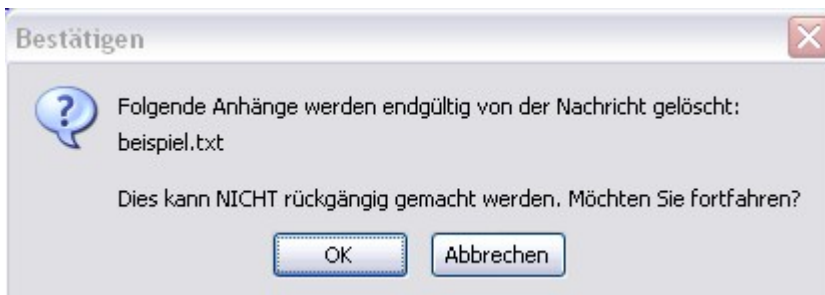 Bestätigen
Folgende Anhänge werden endgültig von der Nachricht gelöscht:
beispiel.txt
Dies kann NICHT rückgängig gemacht werden. Möchten Sie fortfahren?
OK Abbrechen